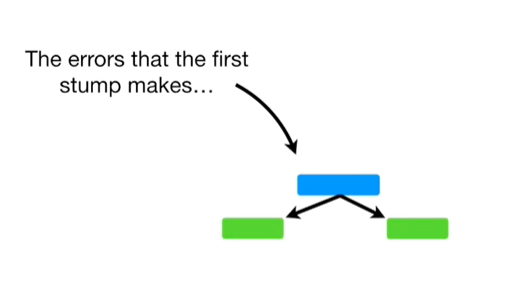 The errors that the first
stump makes…